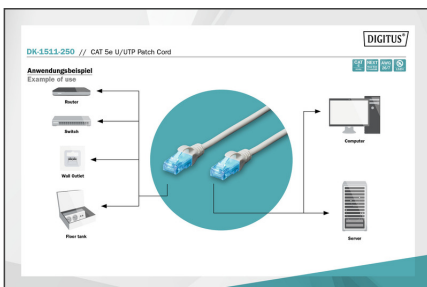 DIGITUS®
DK-1511-250 // CAT 5e U/UTP Patch Cord
Anwendungsbeispiel
Example of use
Router
Switch
Wall Outlet
Floor tank
Computer
Server